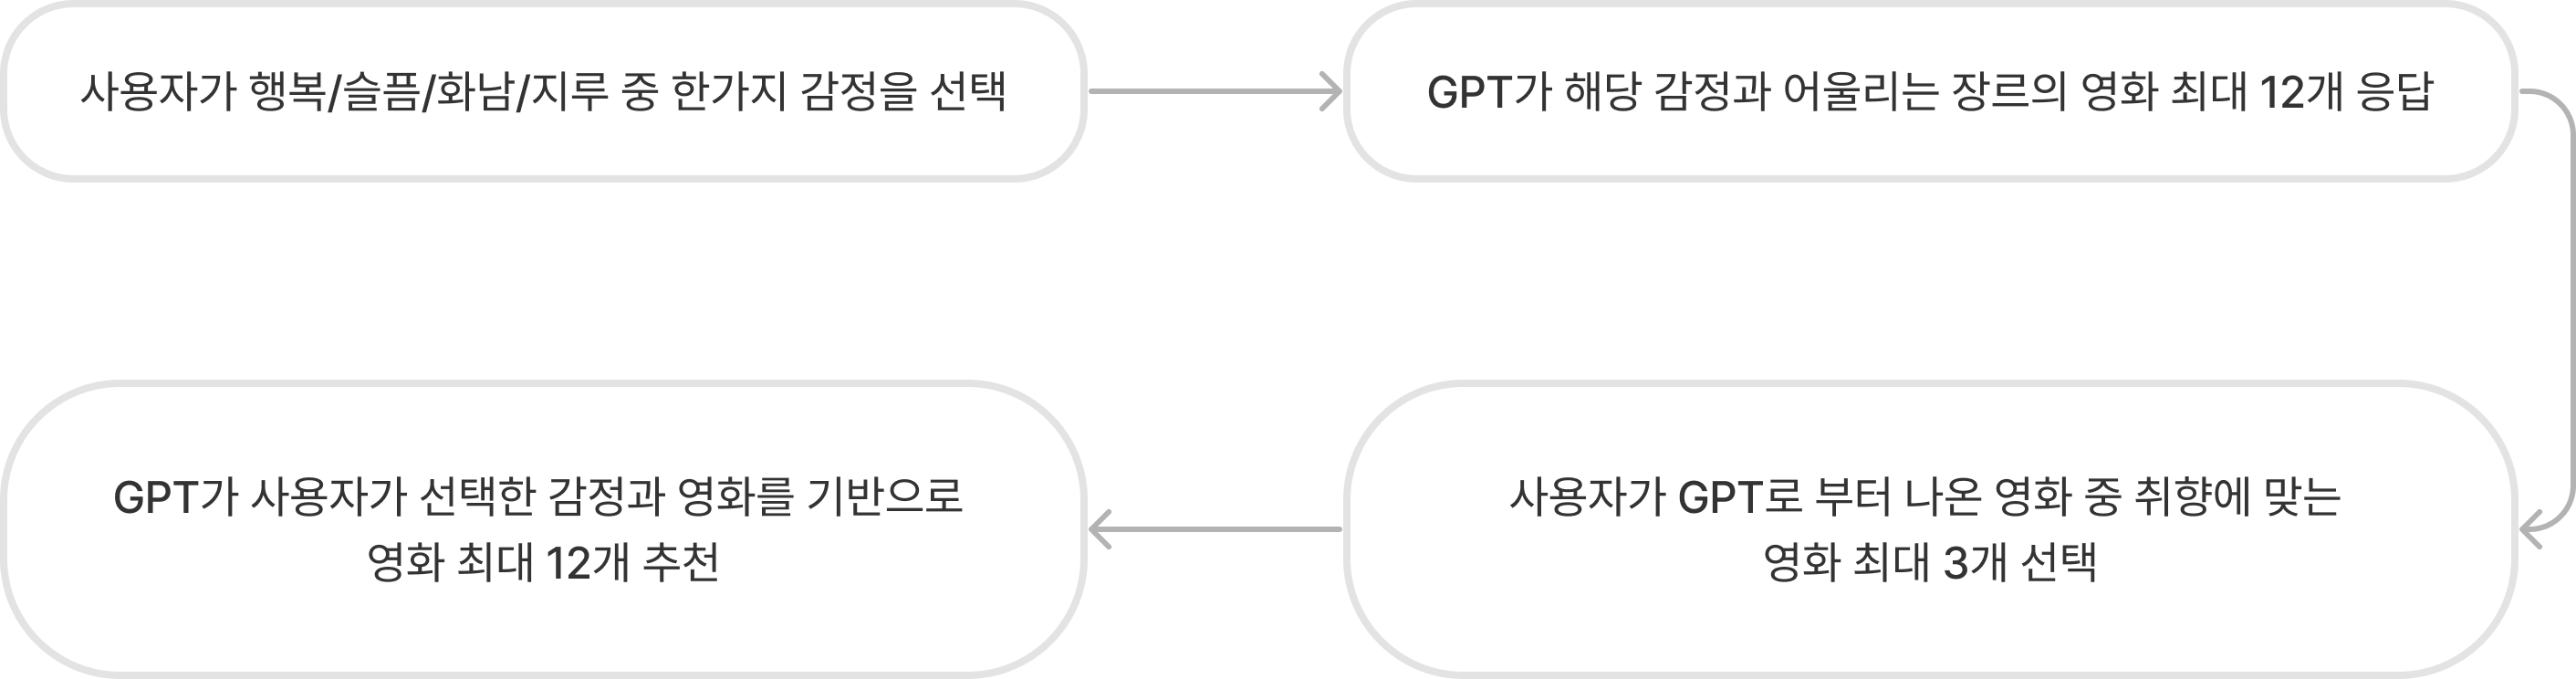 사용자가 행복/슬픔/화남/지루 중 한가지 감정을 선택
GPT가 해당 감정과 어울리는 장르의 영화 최대 12개 응답
사용자가 GPT로 부터 나온 영화 중 취향에 맞는
영화 최대 3개 선택
GPT가 사용자가 선택한 감정과 영화를 기반으로
영화 최대 12개 추천